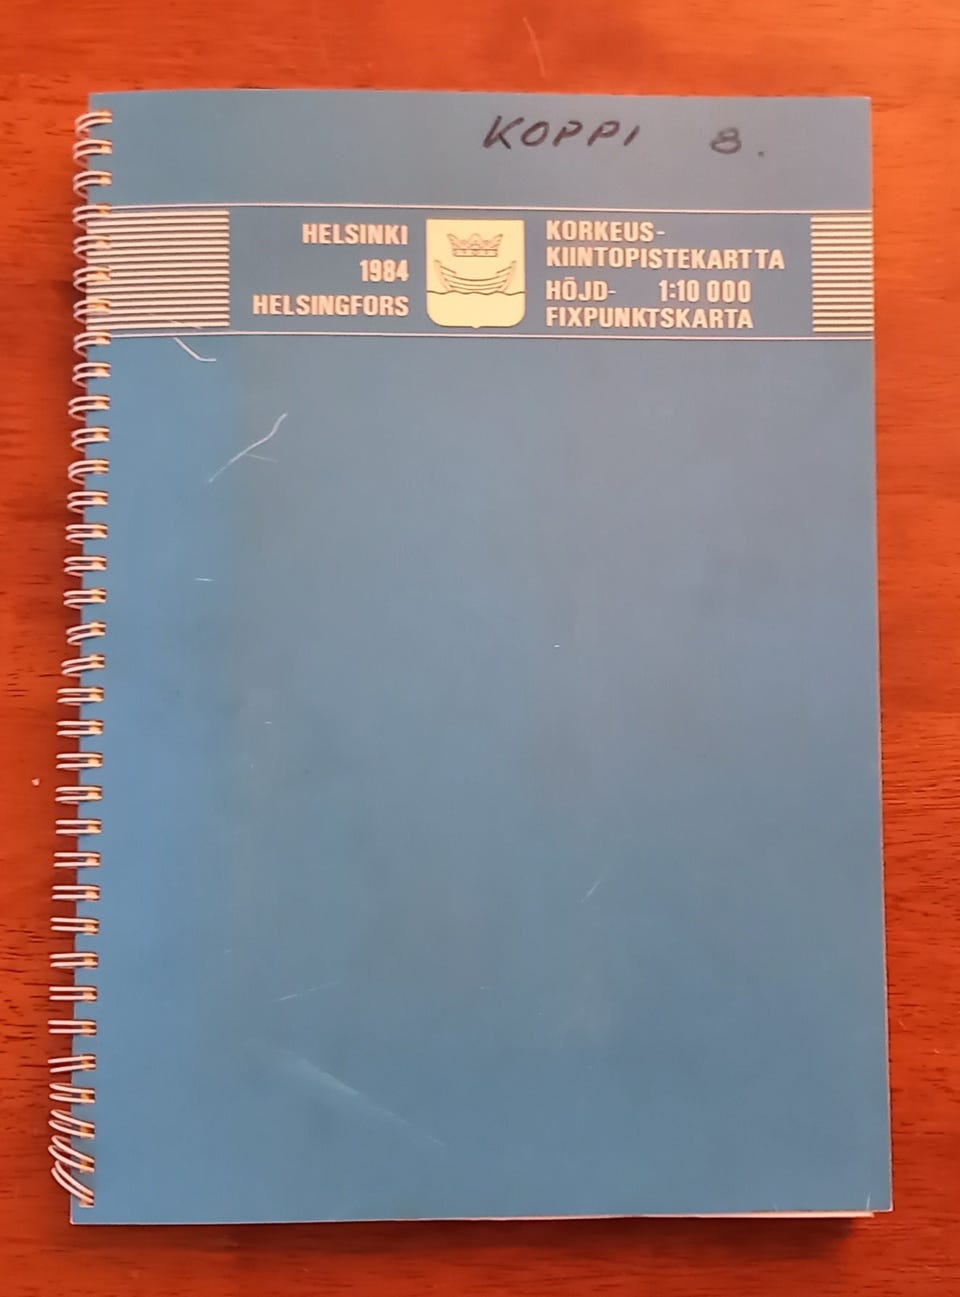 KOPPI 8.
HELSINKI
1984
HELSINGFORS
KORKEUS-
KIINTOPISTEKARTTA
HÖJD- 1:10 000
FIXPUNKTSKARTA